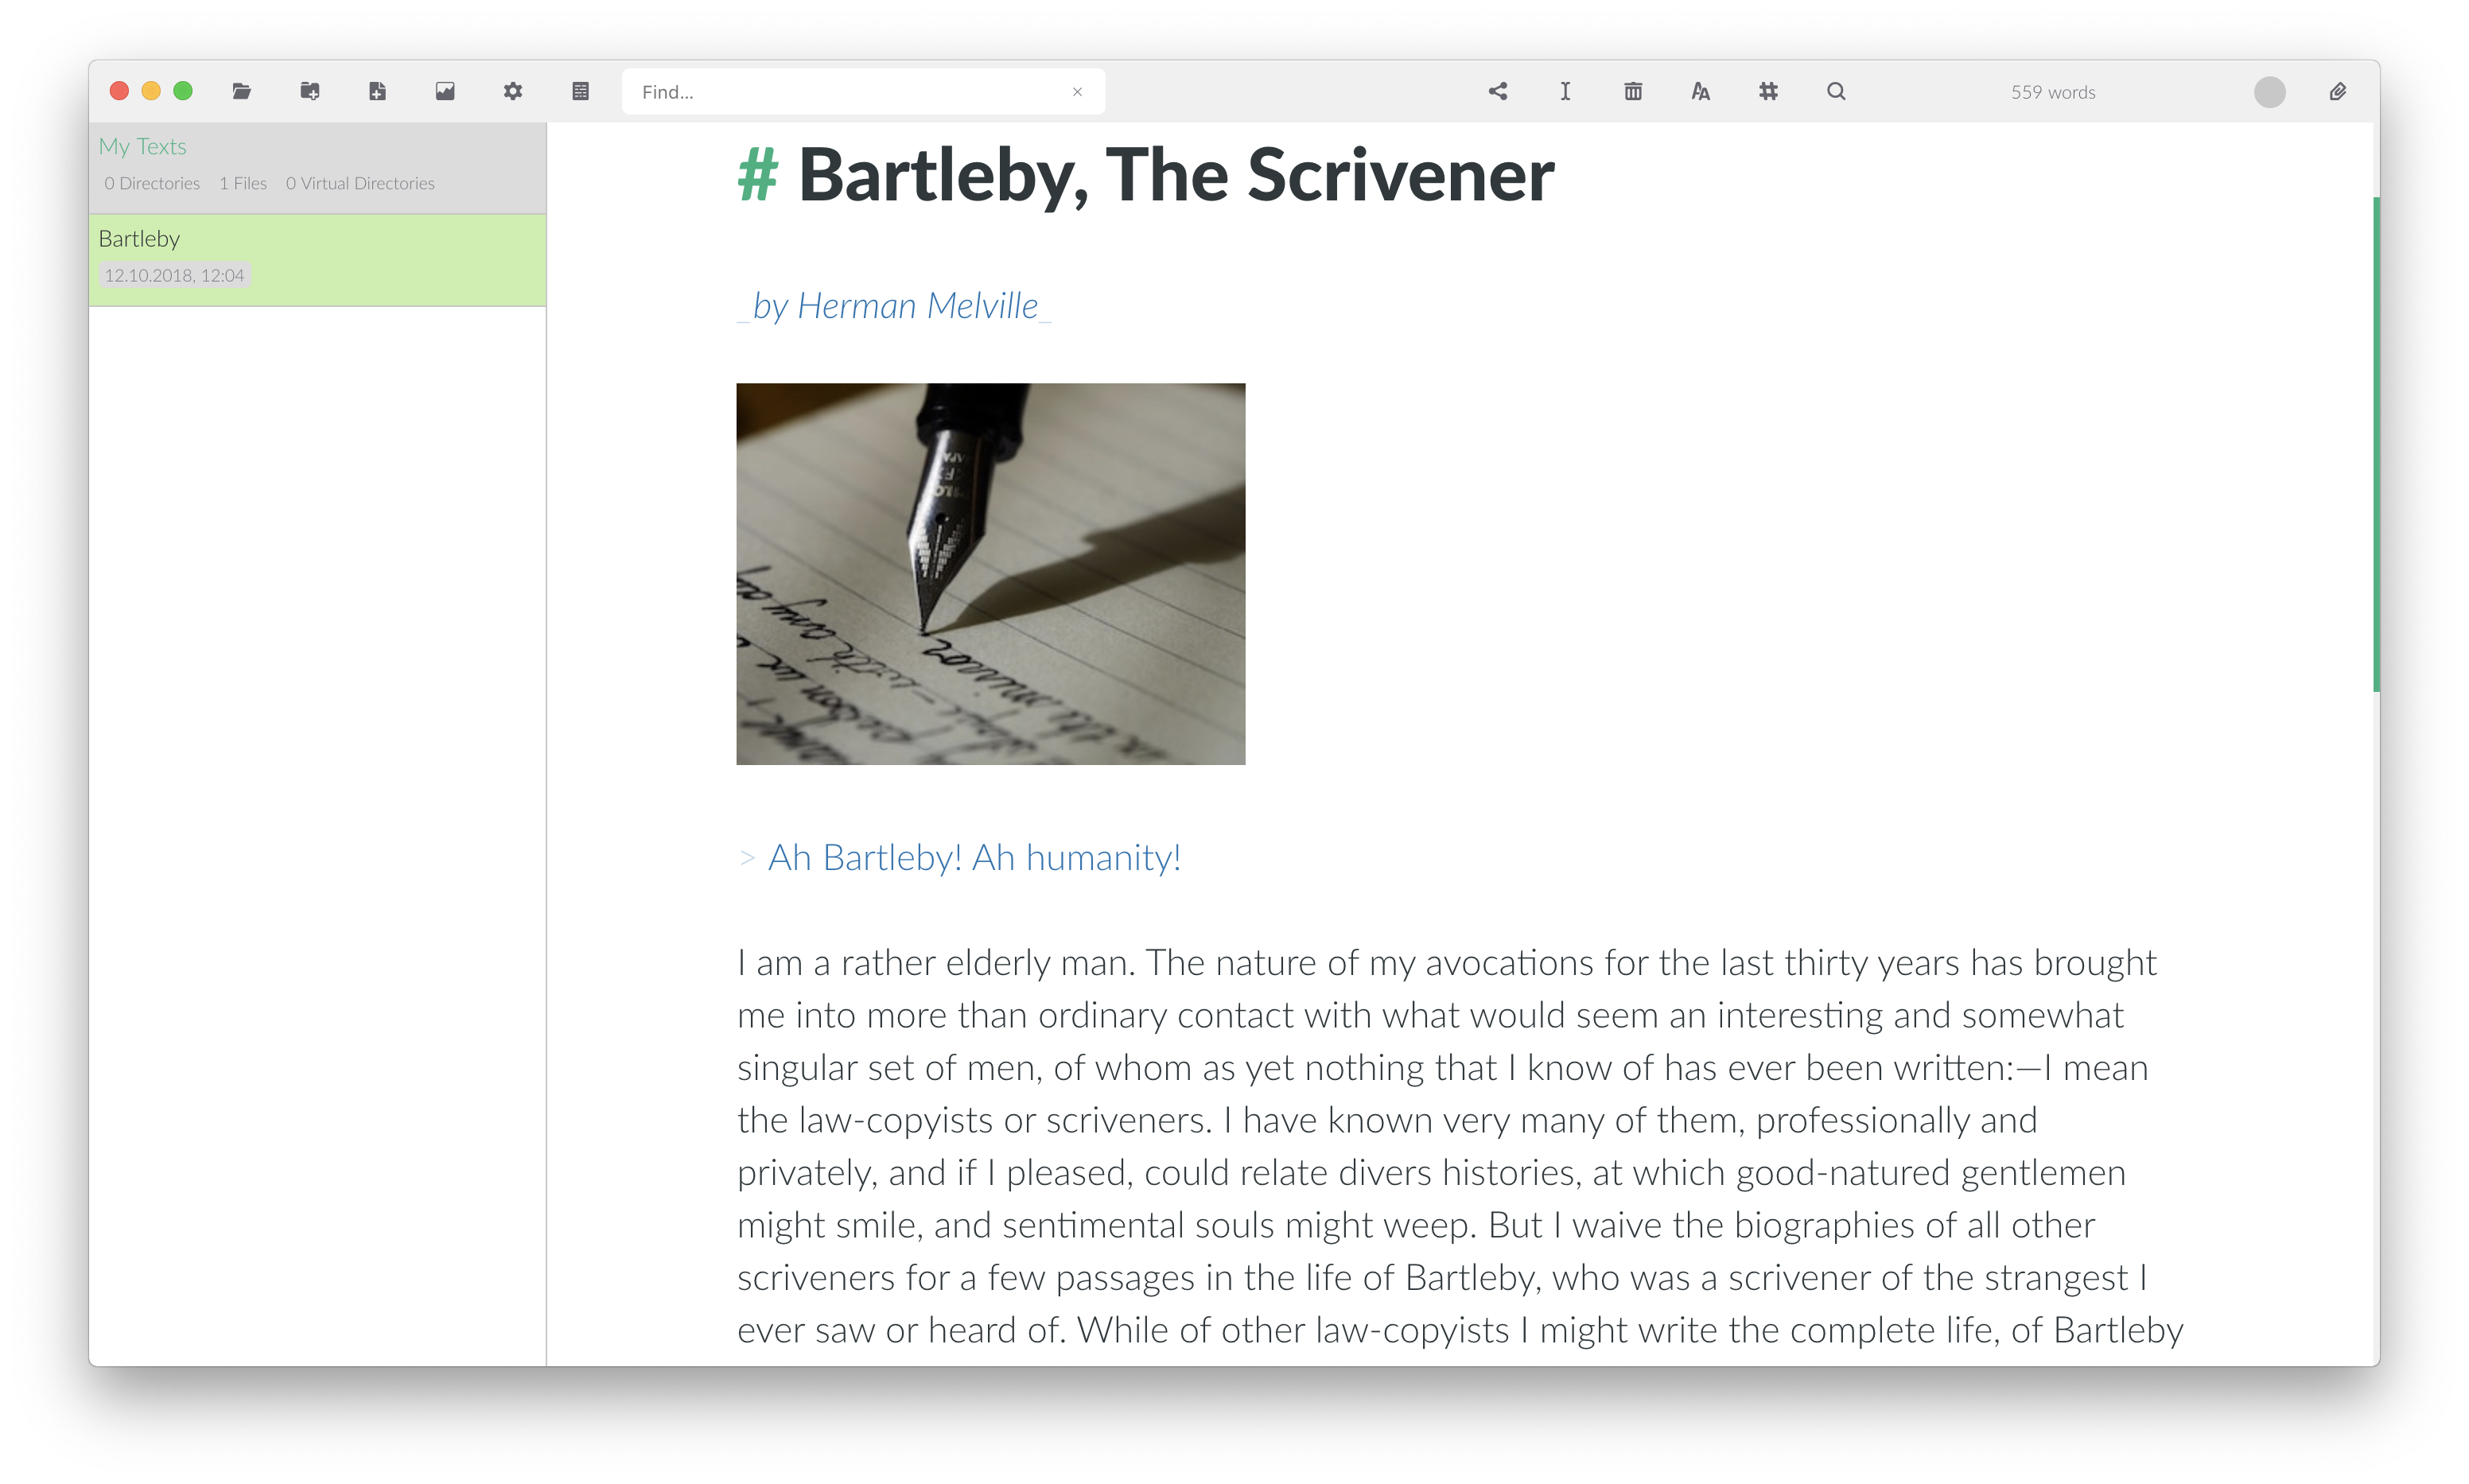 Find...
×
559 words
My Texts
0 Directories 1 Files 0 Virtual Directories
Bartleby
12.10.2018, 12:04
# Bartleby, The Scrivener
_by Herman Melville_
> Ah Bartleby! Ah humanity!
I am a rather elderly man. The nature of my avocations for the last thirty years has brought
me into more than ordinary contact with what would seem an interesting and somewhat
singular set of men, of whom as yet nothing that I know of has ever been written:—I mean
the law-copyists or scriveners. I have known very many of them, professionally and
privately, and if I pleased, could relate divers histories, at which good-natured gentlemen
might smile, and sentimental souls might weep. But I waive the biographies of all other
scriveners for a few passages in the life of Bartleby, who was a scrivener of the strangest I
ever saw or heard of. While of other law-copyists I might write the complete life, of Bartleby